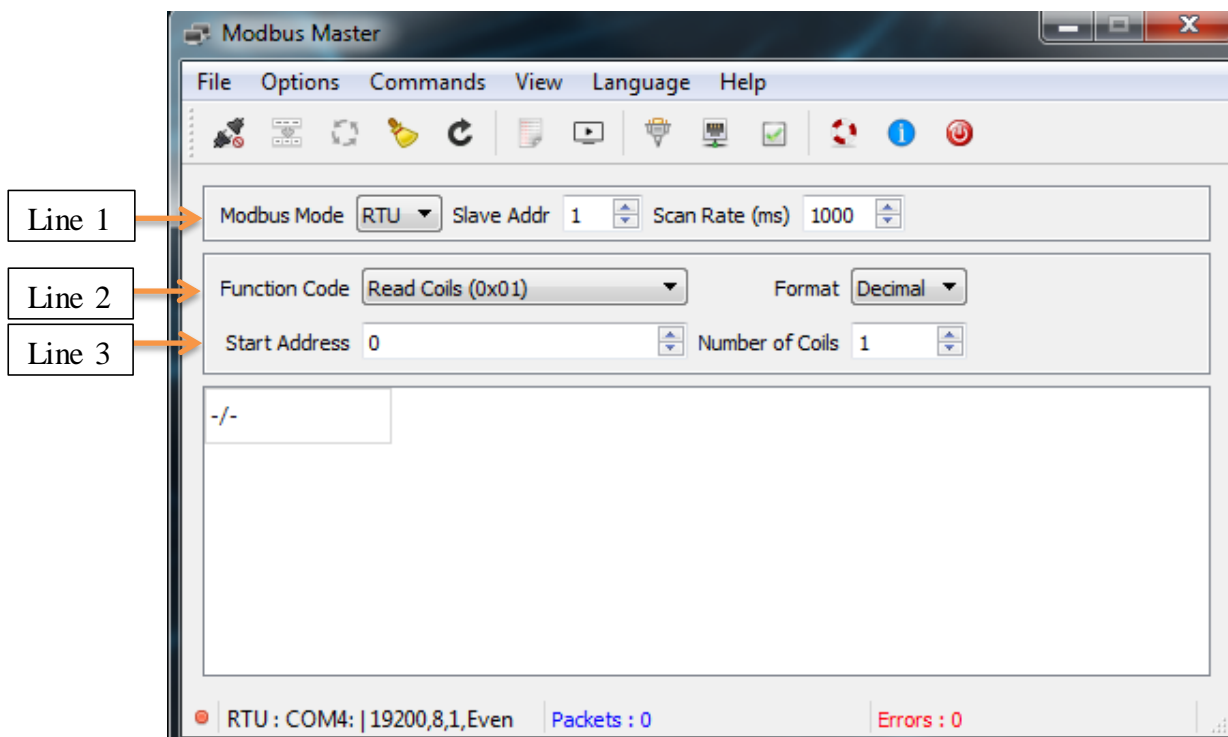 Modbus Master
File Options Commands View Language Help
Line 1
Modbus Mode RTU Slave Addr 1 Scan Rate (ms) 1000
Line 2
Function Code Read Coils (0x01) Format Decimal
Line 3
Start Address 0 Number of Coils 1
-/-
RTU : COM4: | 19200,8,1,Even Packets : 0 Errors : 0